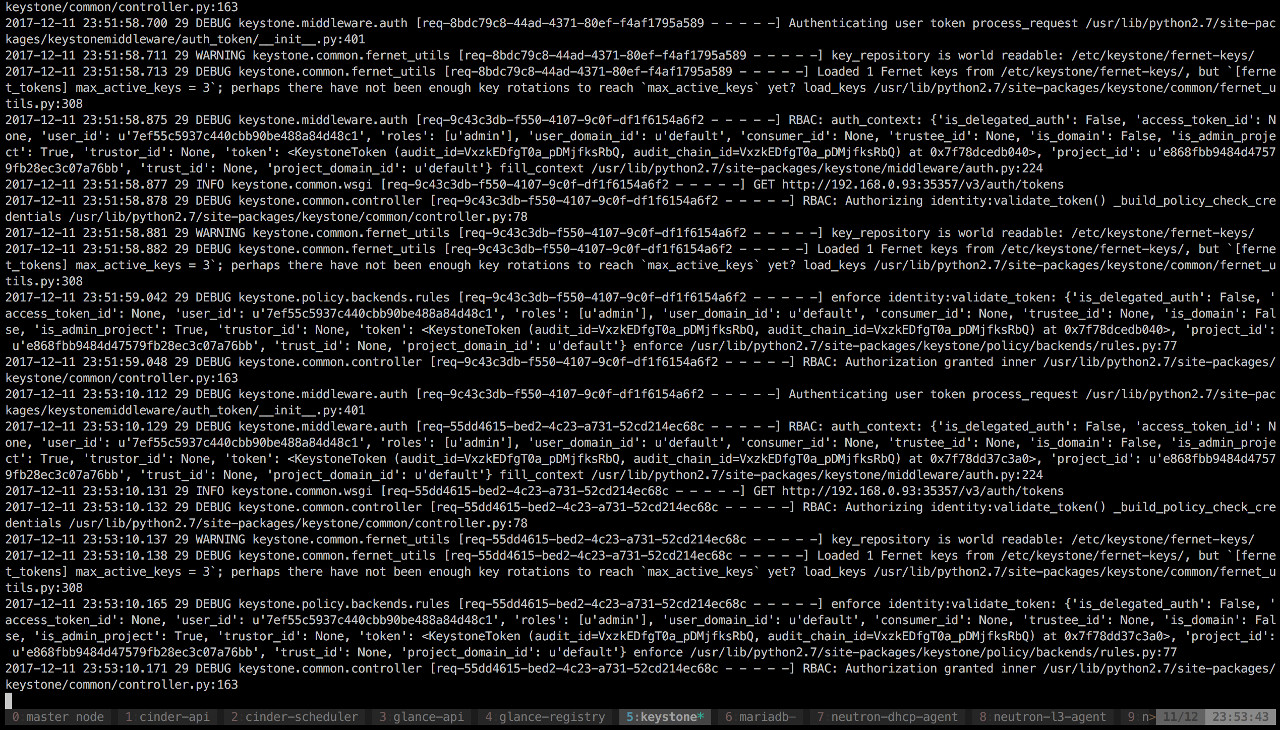 keystone/common/controller.py:163
2017-12-11 23:51:58.700 29 DEBUG keystone.middleware.auth [req-8bdc79c8-44ad-4371-80ef-f4af1795a589 - - - - -] Authenticating user token process_request /usr/lib/python2.7/site-pac
kages/keystonemiddleware/auth_token/__init__.py:401
2017-12-11 23:51:58.711 29 WARNING keystone.common.fernet_utils [req-8bdc79c8-44ad-4371-80ef-f4af1795a589 - - - - -] key_repository is world readable: /etc/keystone/fernet-keys/
2017-12-11 23:51:58.713 29 DEBUG keystone.common.fernet_utils [req-8bdc79c8-44ad-4371-80ef-f4af1795a589 - - - - -] Loaded 1 Fernet keys from /etc/keystone/fernet-keys/, but `[ferne
t_tokens] max_active_keys = 3`; perhaps there have not been enough key rotations to reach `max_active_keys` yet? load_keys /usr/lib/python2.7/site-packages/keystone/common/fernet_u
tils.py:308
2017-12-11 23:51:58.875 29 DEBUG keystone.middleware.auth [req-9c43c3db-f550-4107-9c0f-df1f6154a6f2 - - - - -] RBAC: auth_context: {'is_delegated_auth': False, 'access_token_id': N
one, 'user_id': u'7ef55c5937c440cbb90be488a84d48c1', 'roles': [u'admin'], 'user_domain_id': u'default', 'consumer_id': None, 'trustee_id': None, 'is_domain': False, 'is_admin_proje
ct': True, 'trustor_id': None, 'token': <KeystoneToken (audit_id=VxzkEDfgT0a_pDMjfksRbQ, audit_chain_id=VxzkEDfgT0a_pDMjfksRbQ) at 0x7f78dcedb040>, 'project_id': u'e868fbb9484d4757
9fb28ec3c07a76bb', 'trust_id': None, 'project_domain_id': u'default'} fill_context /usr/lib/python2.7/site-packages/keystone/middleware/auth.py:224
2017-12-11 23:51:58.877 29 INFO keystone.common.wsgi [req-9c43c3db-f550-4107-9c0f-df1f6154a6f2 - - - - -] GET http://192.168.0.93:35357/v3/auth/tokens
2017-12-11 23:51:58.878 29 DEBUG keystone.common.controller [req-9c43c3db-f550-4107-9c0f-df1f6154a6f2 - - - - -] RBAC: Authorizing identity:validate_token() _build_policy_check_cre
dentials /usr/lib/python2.7/site-packages/keystone/common/controller.py:78
2017-12-11 23:51:58.881 29 WARNING keystone.common.fernet_utils [req-9c43c3db-f550-4107-9c0f-df1f6154a6f2 - - - - -] key_repository is world readable: /etc/keystone/fernet-keys/
2017-12-11 23:51:58.882 29 DEBUG keystone.common.fernet_utils [req-9c43c3db-f550-4107-9c0f-df1f6154a6f2 - - - - -] Loaded 1 Fernet keys from /etc/keystone/fernet-keys/, but `[ferne
t_tokens] max_active_keys = 3`; perhaps there have not been enough key rotations to reach `max_active_keys` yet? load_keys /usr/lib/python2.7/site-packages/keystone/common/fernet_u
tils.py:308
2017-12-11 23:51:59.042 29 DEBUG keystone.policy.backends.rules [req-9c43c3db-f550-4107-9c0f-df1f6154a6f2 - - - - -] enforce identity:validate_token: {'is_delegated_auth': False, '
access_token_id': None, 'user_id': u'7ef55c5937c440cbb90be488a84d48c1', 'roles': [u'admin'], 'user_domain_id': u'default', 'consumer_id': None, 'trustee_id': None, 'is_domain': Fal
se, 'is_admin_project': True, 'trustor_id': None, 'token': <KeystoneToken (audit_id=VxzkEDfgT0a_pDMjfksRbQ, audit_chain_id=VxzkEDfgT0a_pDMjfksRbQ) at 0x7f78dcedb040>, 'project_id':
 u'e868fbb9484d47579fb28ec3c07a76bb', 'trust_id': None, 'project_domain_id': u'default'} enforce /usr/lib/python2.7/site-packages/keystone/policy/backends/rules.py:77
2017-12-11 23:51:59.048 29 DEBUG keystone.common.controller [req-9c43c3db-f550-4107-9c0f-df1f6154a6f2 - - - - -] RBAC: Authorization granted inner /usr/lib/python2.7/site-packages/
keystone/common/controller.py:163
2017-12-11 23:53:10.112 29 DEBUG keystone.middleware.auth [req-9c43c3db-f550-4107-9c0f-df1f6154a6f2 - - - - -] Authenticating user token process_request /usr/lib/python2.7/site-pac
kages/keystonemiddleware/auth_token/__init__.py:401
2017-12-11 23:53:10.129 29 DEBUG keystone.middleware.auth [req-55dd4615-bed2-4c23-a731-52cd214ec68c - - - - -] RBAC: auth_context: {'is_delegated_auth': False, 'access_token_id': N
one, 'user_id': u'7ef55c5937c440cbb90be488a84d48c1', 'roles': [u'admin'], 'user_domain_id': u'default', 'consumer_id': None, 'trustee_id': None, 'is_domain': False, 'is_admin_proje
ct': True, 'trustor_id': None, 'token': <KeystoneToken (audit_id=VxzkEDfgT0a_pDMjfksRbQ, audit_chain_id=VxzkEDfgT0a_pDMjfksRbQ) at 0x7f78dd37c3a0>, 'project_id': u'e868fbb9484d4757
9fb28ec3c07a76bb', 'trust_id': None, 'project_domain_id': u'default'} fill_context /usr/lib/python2.7/site-packages/keystone/middleware/auth.py:224
2017-12-11 23:53:10.131 29 INFO keystone.common.wsgi [req-55dd4615-bed2-4c23-a731-52cd214ec68c - - - - -] GET http://192.168.0.93:35357/v3/auth/tokens
2017-12-11 23:53:10.132 29 DEBUG keystone.common.controller [req-55dd4615-bed2-4c23-a731-52cd214ec68c - - - - -] RBAC: Authorizing identity:validate_token() _build_policy_check_cre
dentials /usr/lib/python2.7/site-packages/keystone/common/controller.py:78
2017-12-11 23:53:10.137 29 WARNING keystone.common.fernet_utils [req-55dd4615-bed2-4c23-a731-52cd214ec68c - - - - -] key_repository is world readable: /etc/keystone/fernet-keys/
2017-12-11 23:53:10.138 29 DEBUG keystone.common.fernet_utils [req-55dd4615-bed2-4c23-a731-52cd214ec68c - - - - -] Loaded 1 Fernet keys from /etc/keystone/fernet-keys/, but `[ferne
t_tokens] max_active_keys = 3`; perhaps there have not been enough key rotations to reach `max_active_keys` yet? load_keys /usr/lib/python2.7/site-packages/keystone/common/fernet_u
tils.py:308
2017-12-11 23:53:10.165 29 DEBUG keystone.policy.backends.rules [req-55dd4615-bed2-4c23-a731-52cd214ec68c - - - - -] enforce identity:validate_token: {'is_delegated_auth': False, '
access_token_id': None, 'user_id': u'7ef55c5937c440cbb90be488a84d48c1', 'roles': [u'admin'], 'user_domain_id': u'default', 'consumer_id': None, 'trustee_id': None, 'is_domain': Fal
se, 'is_admin_project': True, 'trustor_id': None, 'token': <KeystoneToken (audit_id=VxzkEDfgT0a_pDMjfksRbQ, audit_chain_id=VxzkEDfgT0a_pDMjfksRbQ) at 0x7f78dd37c3a0>, 'project_id':
 u'e868fbb9484d47579fb28ec3c07a76bb', 'trust_id': None, 'project_domain_id': u'default'} enforce /usr/lib/python2.7/site-packages/keystone/policy/backends/rules.py:77
2017-12-11 23:53:10.171 29 DEBUG keystone.common.controller [req-55dd4615-bed2-4c23-a731-52cd214ec68c - - - - -] RBAC: Authorization granted inner /usr/lib/python2.7/site-packages/
keystone/common/controller.py:163
0 master node 1 cinder-api 2 cinder-scheduler 3 glance-api 4 glance-registry 5:keystone* 6 mariadb- 7 neutron-dhcp-agent 8 neutron-l3-agent 9 n> 11/12 23:53:43